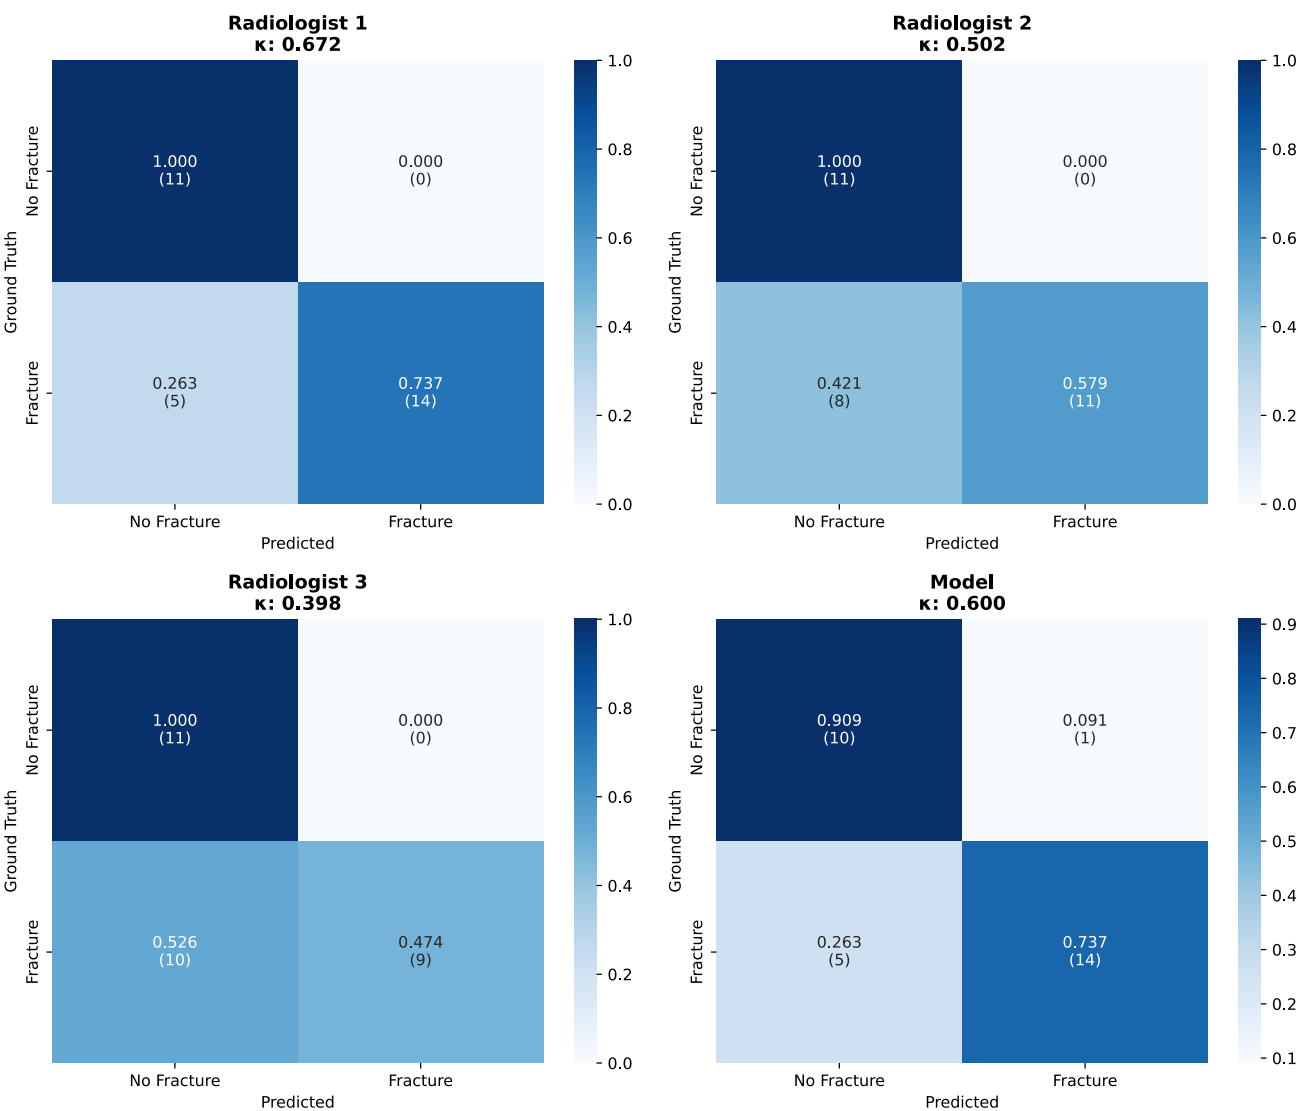 Radiologist 1
κ: 0.672
No Fracture
Fracture
Ground Truth
1.000
(11)
0.000
(0)
0.263
(5)
0.737
(14)
No Fracture
Fracture
Predicted
1.0
0.8
0.6
0.4
0.2
0.0
Radiologist 2
κ: 0.502
No Fracture
Fracture
Ground Truth
1.000
(11)
0.000
(0)
0.421
(8)
0.579
(11)
No Fracture
Fracture
Predicted
1.0
0.8
0.6
0.4
0.2
0.0
Radiologist 3
κ: 0.398
No Fracture
Fracture
Ground Truth
1.000
(11)
0.000
(0)
0.526
(10)
0.474
(9)
No Fracture
Fracture
Predicted
1.0
0.8
0.6
0.4
0.2
0.0
Model
κ: 0.600
No Fracture
Fracture
Ground Truth
0.909
(10)
0.091
(1)
0.263
(5)
0.737
(14)
No Fracture
Fracture
Predicted
0.9
0.8
0.7
0.6
0.5
0.4
0.3
0.2
0.1